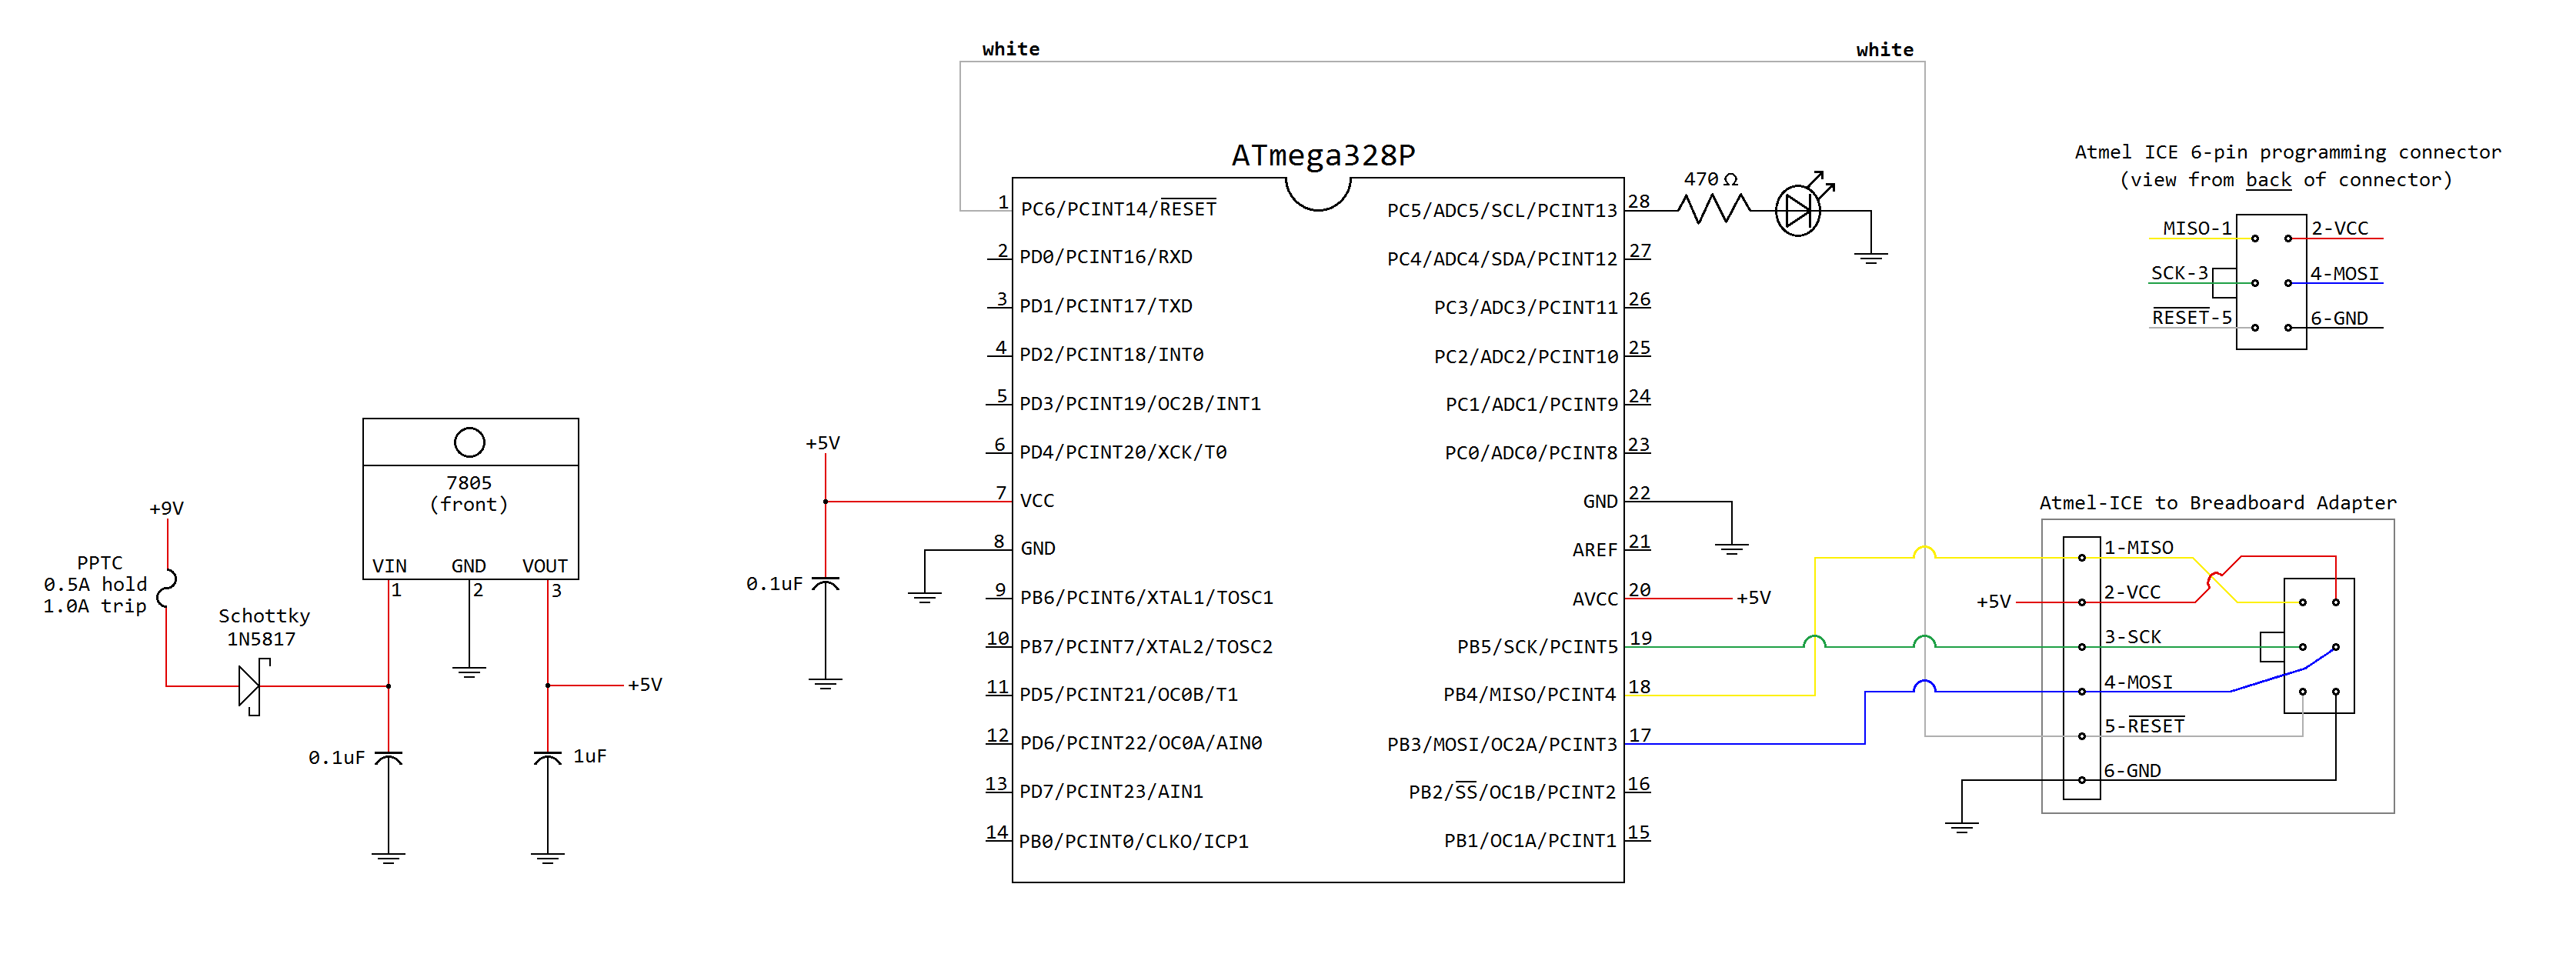 white
white
ATmega328P
Atmel ICE 6-pin programming connector
(view from back of connector)
MISO-1
2-VCC
SCK-3
4-MOSI
RESET-5
6-GND
470 Ω
1
PC6/PCINT14/RESET
2
PD0/PCINT16/RXD
3
PD1/PCINT17/TXD
4
PD2/PCINT18/INT0
5
PD3/PCINT19/OC2B/INT1
6
PD4/PCINT20/XCK/T0
7
VCC
8
GND
9
PB6/PCINT6/XTAL1/TOSC1
10
PB7/PCINT7/XTAL2/TOSC2
11
PD5/PCINT21/OC0B/T1
12
PD6/PCINT22/OC0A/AIN0
13
PD7/PCINT23/AIN1
14
PB0/PCINT0/CLKO/ICP1
PC5/ADC5/SCL/PCINT13
28
PC4/ADC4/SDA/PCINT12
27
PC3/ADC3/PCINT11
26
PC2/ADC2/PCINT10
25
PC1/ADC1/PCINT9
24
PC0/ADC0/PCINT8
23
GND
22
AREF
21
AVCC
20
+5V
PB5/SCK/PCINT5
19
PB4/MISO/PCINT4
18
PB3/MOSI/OC2A/PCINT3
17
PB2/SS/OC1B/PCINT2
16
PB1/OC1A/PCINT1
15
+9V
PPTC
0.5A hold
1.0A trip
Schottky
1N5817
7805
(front)
VIN
GND
VOUT
1
2
3
+5V
0.1uF
1uF
+5V
0.1uF
Atmel-ICE to Breadboard Adapter
1-MISO
2-VCC
+5V
3-SCK
4-MOSI
5-RESET
6-GND